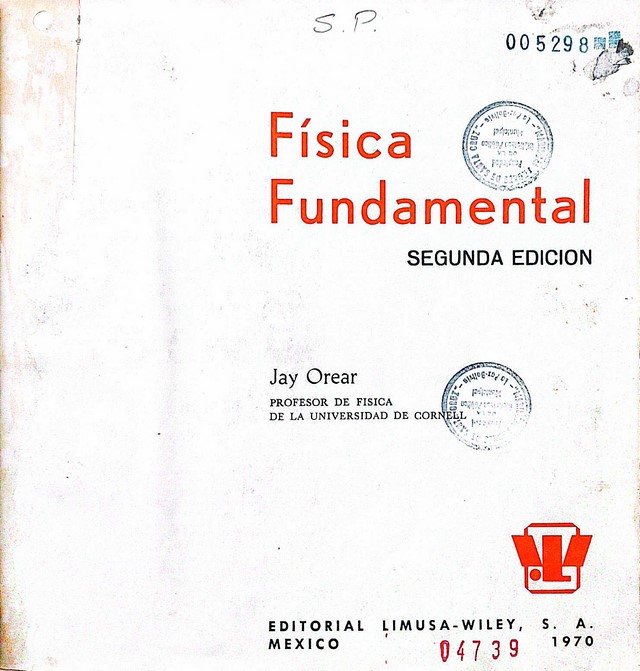 S.P.
005298
Física
Fundamental
SEGUNDA EDICION
Jay Orear
PROFESOR DE FISICA
DE LA UNIVERSIDAD DE CORNELL
EDITORIAL LIMUSA-WILEY, S. A.
MEXICO 04739 1970